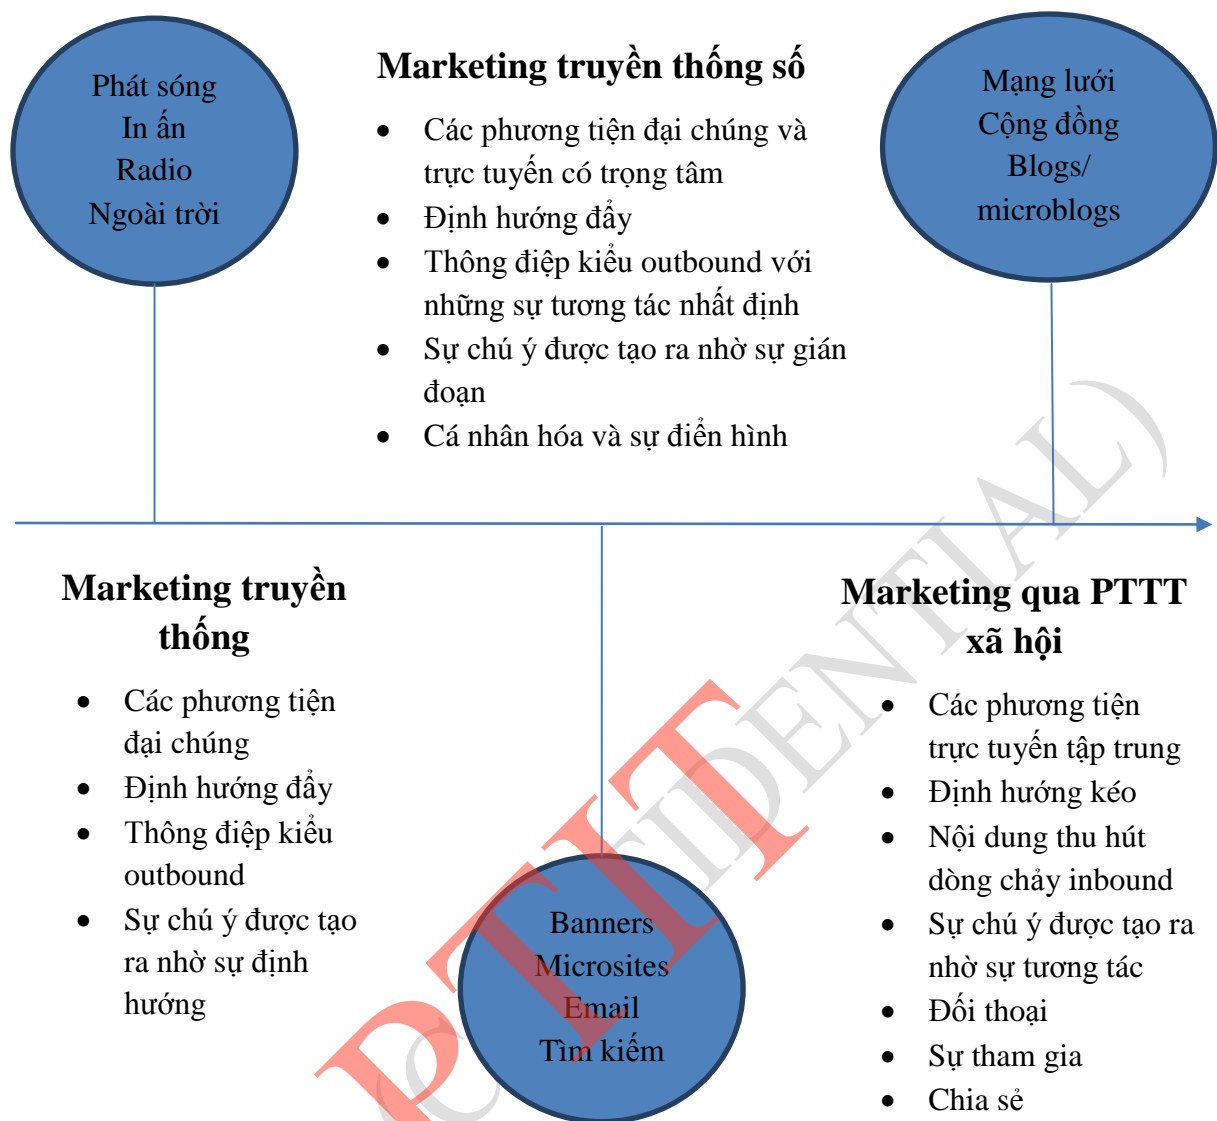 Phát sóng
In ấn
Radio
Ngoài trời
Marketing truyền thống số
• Các phương tiện đại chúng và
trực tuyến có trọng tâm
• Định hướng đẩy
• Thông điệp kiểu outbound với
những sự tương tác nhất định
• Sự chú ý được tạo ra nhờ sự gián
đoạn
• Cá nhân hóa và sự điển hình
Mạng lưới
Cộng đồng
Blogs/
microblogs
Marketing truyền
thống
• Các phương tiện
đại chúng
• Định hướng đẩy
• Thông điệp kiểu
outbound
• Sự chú ý được tạo
ra nhờ sự định
hướng
Banners
Microsites
Email
Tìm kiếm
Marketing qua PTTT
xã hội
• Các phương tiện
trực tuyến tập trung
• Định hướng kéo
• Nội dung thu hút
dòng chảy inbound
• Sự chú ý được tạo ra
nhờ sự tương tác
• Đối thoại
• Sự tham gia
• Chia sẻ
PTIT